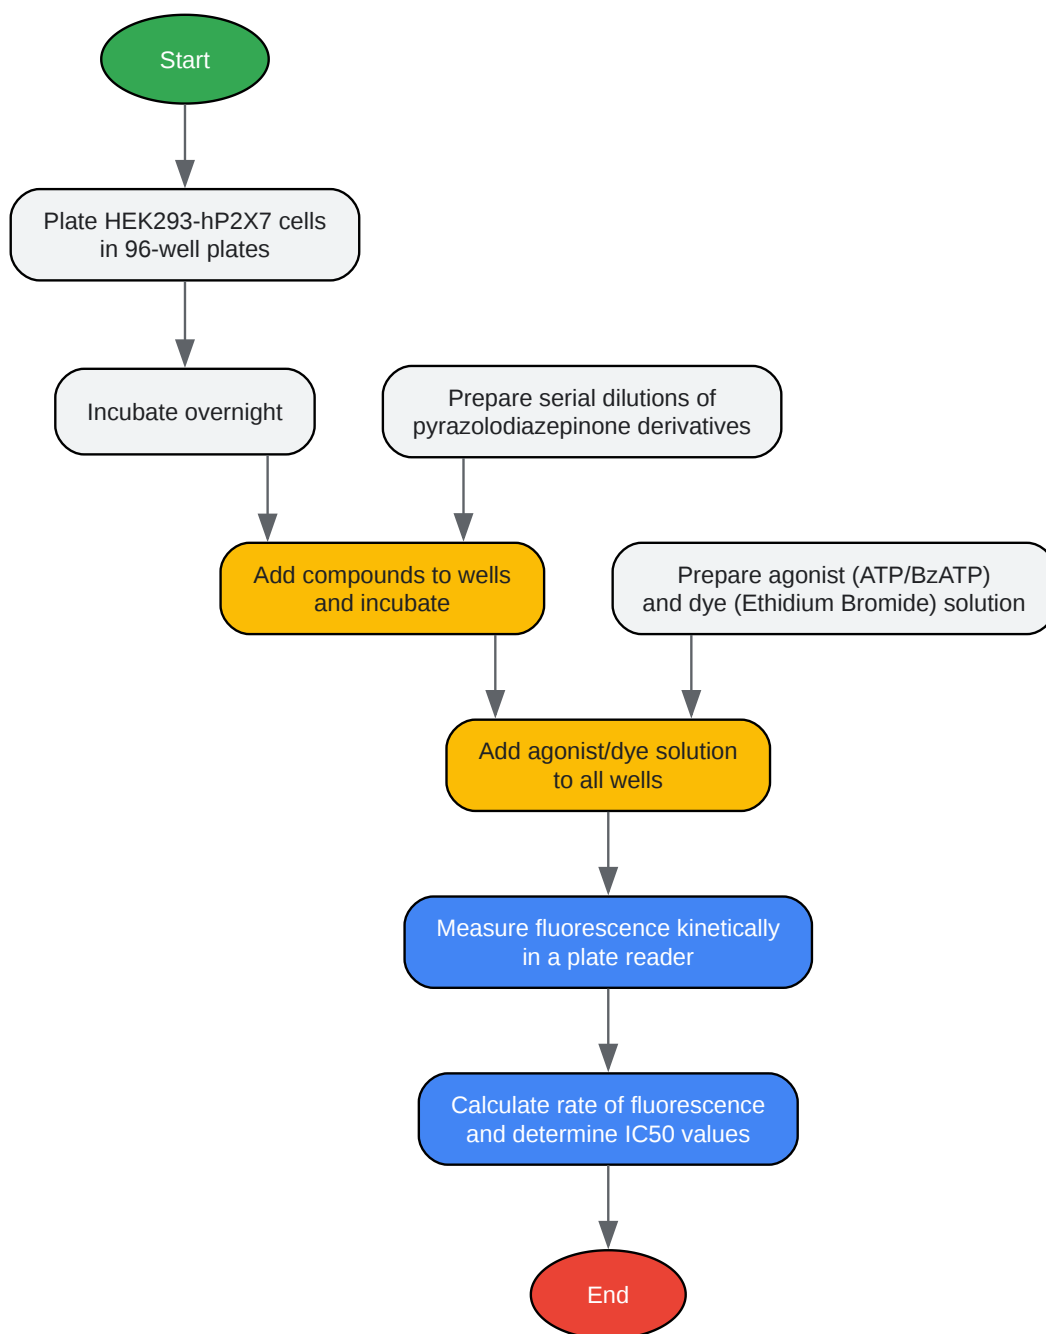 Start
Plate HEK293-hP2X7 cells
in 96-well plates
Incubate overnight
Prepare serial dilutions of
pyrazolodiazepinone derivatives
Add compounds to wells
and incubate
Prepare agonist (ATP/BzATP)
and dye (Ethidium Bromide) solution
Add agonist/dye solution
to all wells
Measure fluorescence kinetically
in a plate reader
Calculate rate of fluorescence
and determine IC50 values
End